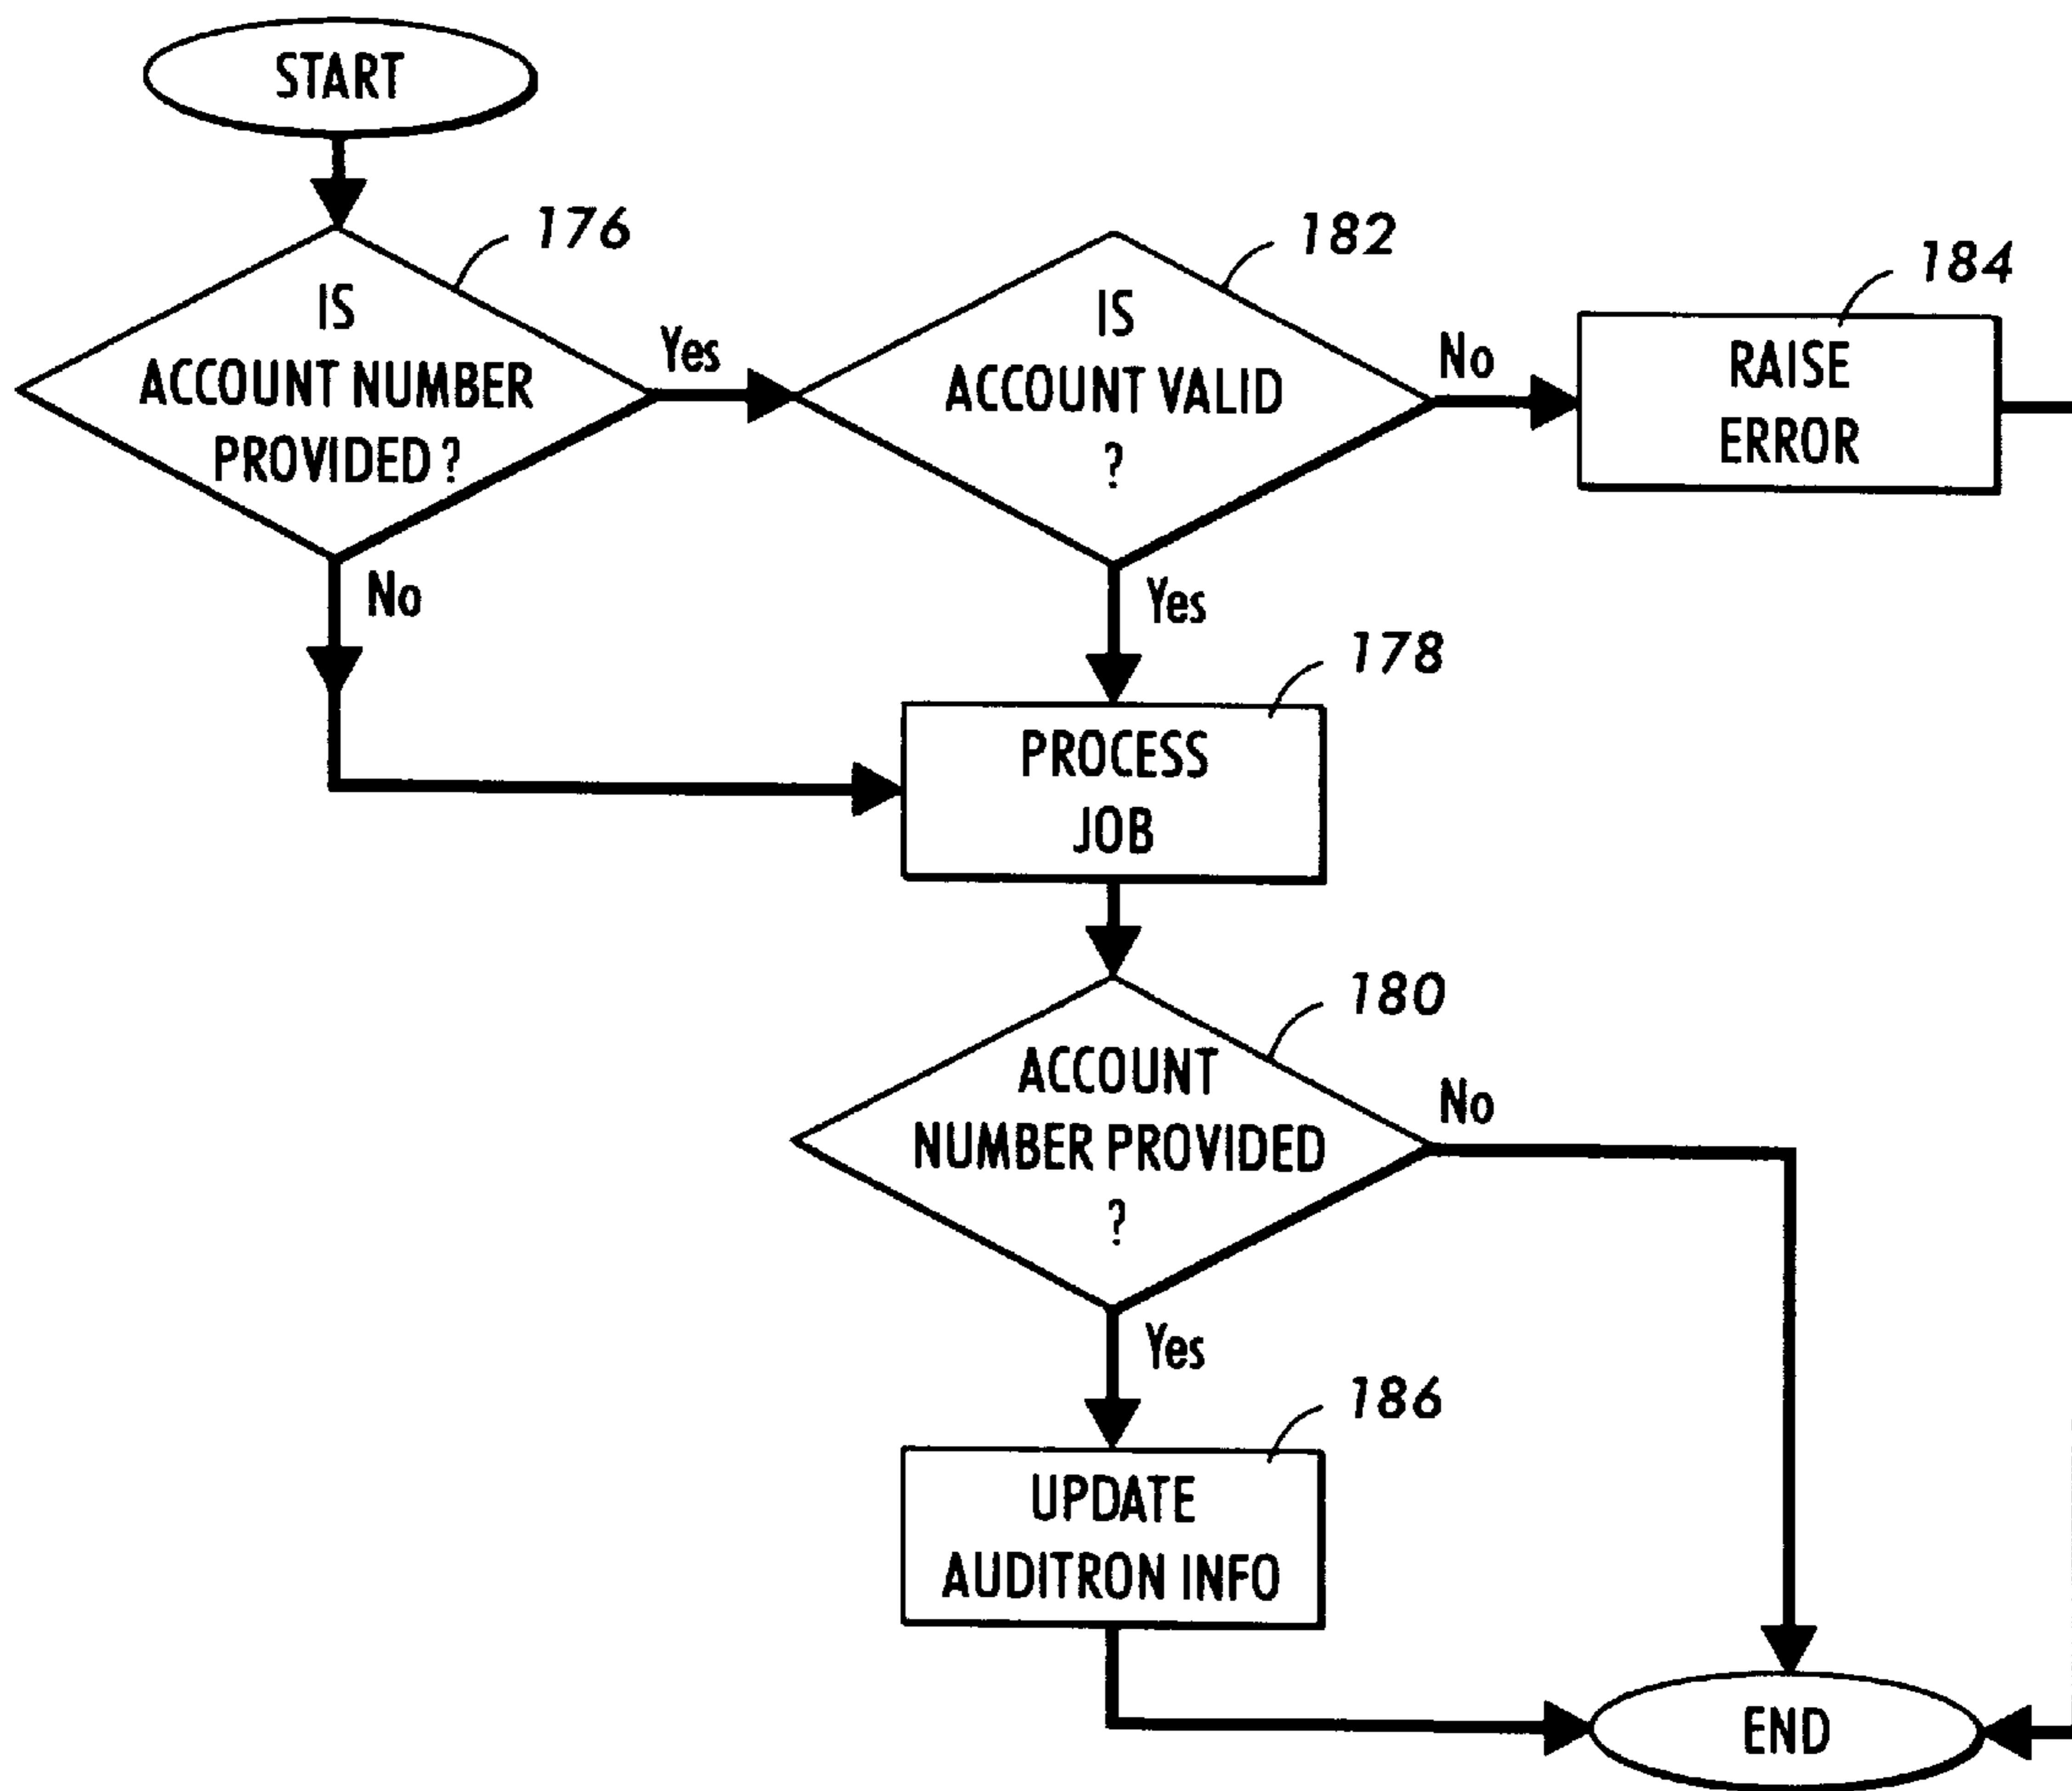 START
176
IS
ACCOUNT NUMBER
PROVIDED?
Yes
No
182
IS
ACCOUNT VALID
?
No
Yes
184
RAISE
ERROR
178
PROCESS
JOB
180
ACCOUNT
NUMBER PROVIDED
?
No
Yes
186
UPDATE
AUDITRON INFO
END